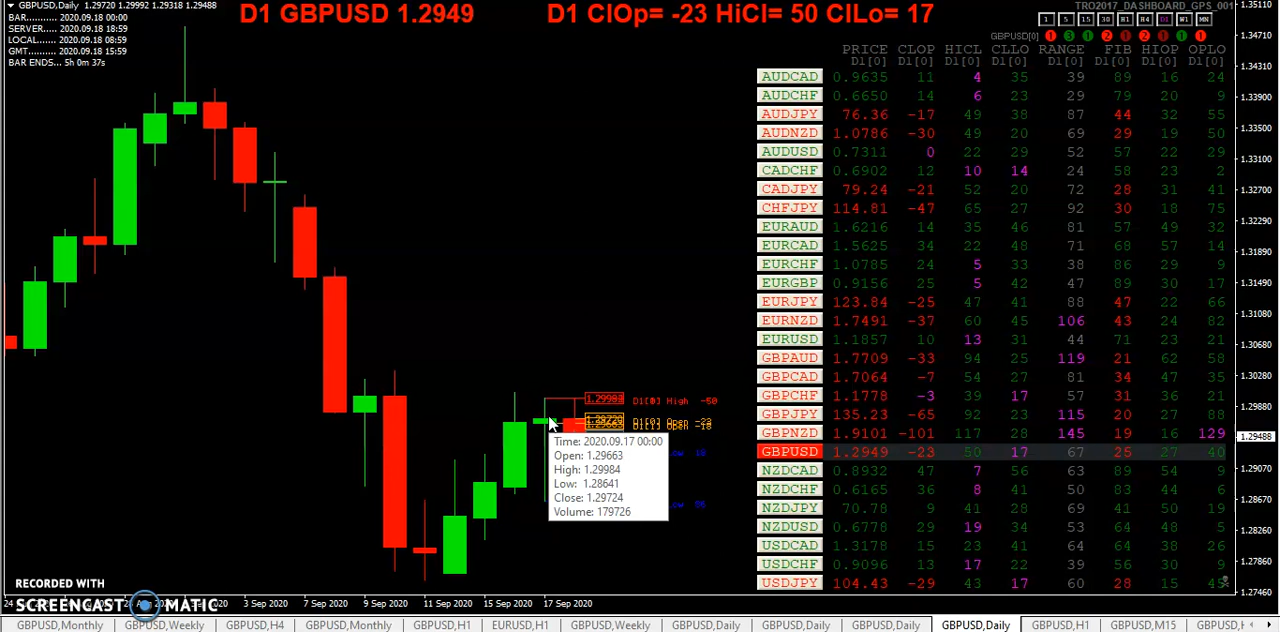 GBPUSD,Daily 1.29720 1.29992 1.29318 1.29488
BAR............... 2020.09.18 00:00
SERVER..... 2020.09.18 18:59
LOCAL....... 2020.09.18 08:59
GMT........... 2020.09.18 15:59
BAR ENDS... 5h 0m 37s
D1 GBPUSD 1.2949 D1 ClOp= -23 HiCl= 50 ClLo= 17
TRO2017_DASHBOARD_GPS_001
1 5 15 30 H1 H4 D1 W1 MN
GBPUSD[0] 1 3 1 2 1 2 1 1 1
PRICE CLOP HICL CLLO RANGE FIB HIOP OPLO
D1[0] D1[0] D1[0] D1[0] D1[0] D1[0] D1[0] D1[0]
AUDCAD 0.9635 11 4 35 39 89 16 24
AUDCHF 0.6650 14 6 23 29 79 20 9
AUDJPY 76.36 -17 49 38 87 44 32 55
AUDNZD 1.0786 -30 49 20 69 29 19 50
AUDUSD 0.7311 0 22 29 52 57 22 29
CADCHF 0.6902 12 10 14 24 58 23 2
CADJPY 79.24 -21 52 20 72 28 31 41
CHFJPY 114.81 -47 65 27 92 30 18 75
EURAUD 1.6216 14 35 46 81 57 49 32
EURCAD 1.5625 34 22 48 71 68 57 14
EURCHF 1.0785 24 5 33 38 86 29 9
EURGBP 0.9156 25 5 42 47 89 30 17
EURJPY 123.84 -25 47 41 88 47 22 66
EURNZD 1.7491 -37 60 45 106 43 24 82
EURUSD 1.1857 10 13 31 44 71 23 21
GBPAUD 1.7709 -33 94 25 119 21 62 58
GBPCAD 1.7064 -7 54 27 81 34 47 35
GBPCHF 1.1778 -3 39 17 57 31 36 21
GBPJPY 135.23 -65 92 23 115 20 27 88
GBPNZD 1.9101 -101 117 28 145 19 16 129
GBPUSD 1.2949 -23 50 17 67 25 27 40
NZDCAD 0.8932 47 7 56 63 89 54 9
NZDCHF 0.6165 36 8 41 50 83 44 6
NZDJPY 70.78 9 41 28 69 41 50 19
NZDUSD 0.6778 29 19 34 53 64 48 5
USDCAD 1.3178 15 23 41 64 64 38 26
USDCHF 0.9096 13 17 22 39 56 30 9
USDJPY 104.43 -29 43 17 60 28 15 45
1.35110
1.34710
1.34310
1.33900
1.33500
1.33100
1.32700
1.32290
1.31890
1.31490
1.31080
1.30680
1.30280
1.29880
1.29488
1.29070
1.28670
1.28260
1.27860
1.27460
D1[0] High -50
D1[0] Open -23
Time: 2020.09.17 00:00
Open: 1.29663
High: 1.29984
Low: 1.28641
Close: 1.29724
Volume: 179726
RECORDED WITH
SCREENCAST MATIC
3 Sep 2020 7 Sep 2020 9 Sep 2020 11 Sep 2020 15 Sep 2020 17 Sep 2020
GBPUSD,Monthly GBPUSD,Weekly GBPUSD,H4 GBPUSD,Monthly GBPUSD,H1 EURUSD,H1 GBPUSD,Weekly GBPUSD,Daily GBPUSD,Daily GBPUSD,Daily GBPUSD,Daily GBPUSD,H1 GBPUSD,M15